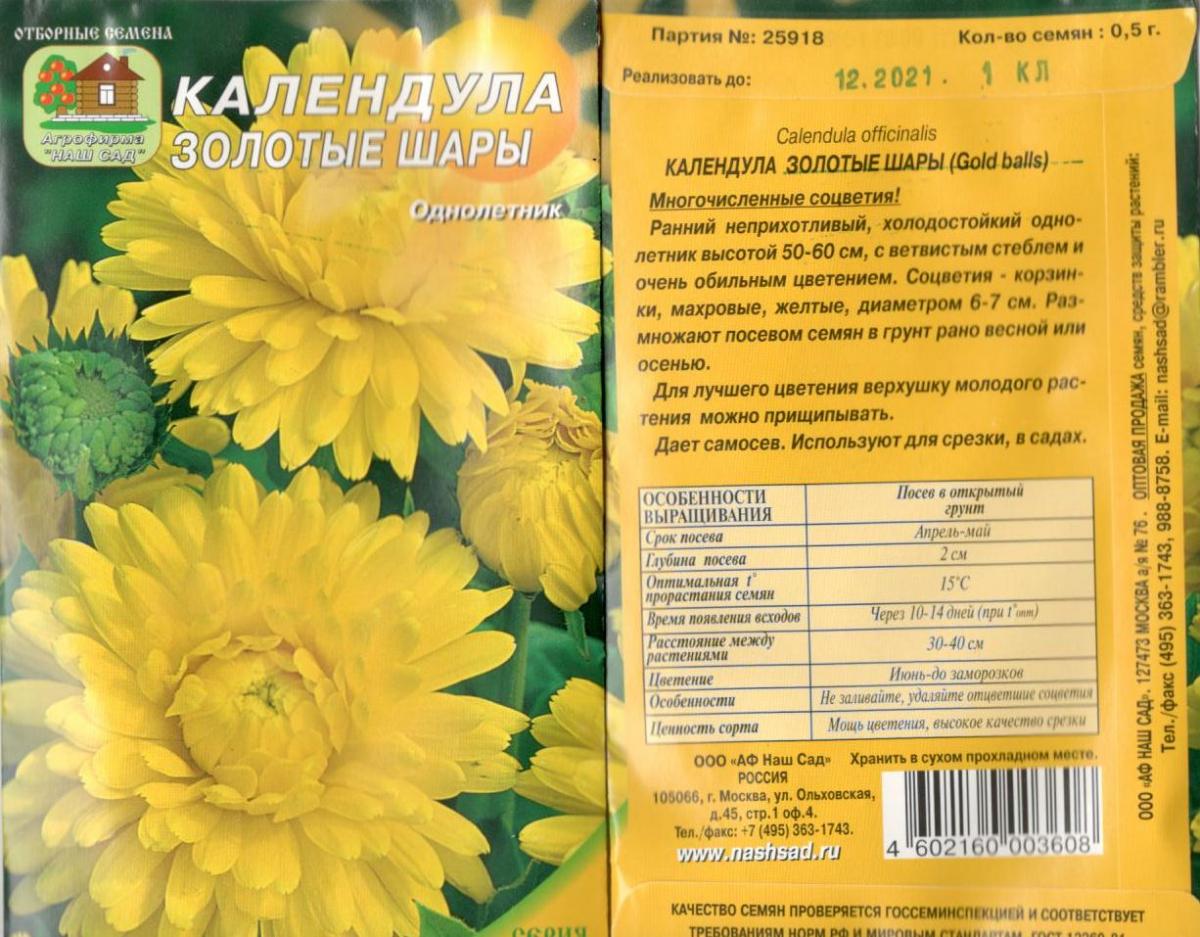 ОТБОРНЫЕ СЕМЕНА
Агрофирма
"НАШ САД"
КАЛЕНДУЛА
ЗОЛОТЫЕ ШАРЫ
Однолетник
Партия №: 25918
Кол-во семян : 0,5 г.
Реализовать до:
12.2021. 1 КЛ
Calendula officinalis
КАЛЕНДУЛА ЗОЛОТЫЕ ШАРЫ (Gold balls)
Многочисленные соцветия!
Ранний неприхотливый, холодостойкий одно-
летник высотой 50-60 см, с ветвистым стеблем и
очень обильным цветением. Соцветия - корзин-
ки, махровые, желтые, диаметром 6-7 см. Раз-
множают посевом семян в грунт рано весной или
осенью.
Для лучшего цветения верхушку молодого рас-
тения можно прищипывать.
Дает самосев. Используют для срезки, в садах.
ОСОБЕННОСТИ
ВЫРАЩИВАНИЯ
Посев в открытый
грунт
Срок посева
Апрель-май
Глубина посева
2 см
Оптимальная t°
прорастания семян
15°С
Время появления всходов
Через 10-14 дней (при t°опт)
Расстояние между
растениями
30-40 см
Цветение
Июнь-до заморозков
Особенности
Не заливайте, удаляйте отцветшие соцветия
Ценность сорта
Мощь цветения, высокое качество срезки
ООО «АФ Наш Сад»
РОССИЯ
105066, г. Москва, ул. Ольховская,
д.45, стр.1 оф.4.
Тел./факс: +7 (495) 363-1743.
www.nashsad.ru
Хранить в сухом прохладном месте.
4 602160 003608
ООО «АФ НАШ САД». 127473 МОСКВА а/я № 76 . ОПТОВАЯ ПРОДАЖА семян, средств защиты растений:
Тел./факс (495) 363-1743, 988-8758. E-mail: nashsad@rambler.ru
КАЧЕСТВО СЕМЯН ПРОВЕРЯЕТСЯ ГОССЕМИНСПЕКЦИЕЙ И СООТВЕТСТВУЕТ
ТРЕБОВАНИЯМ НОРМ РФ И МИРОВЫМ СТАНДАРТАМ.